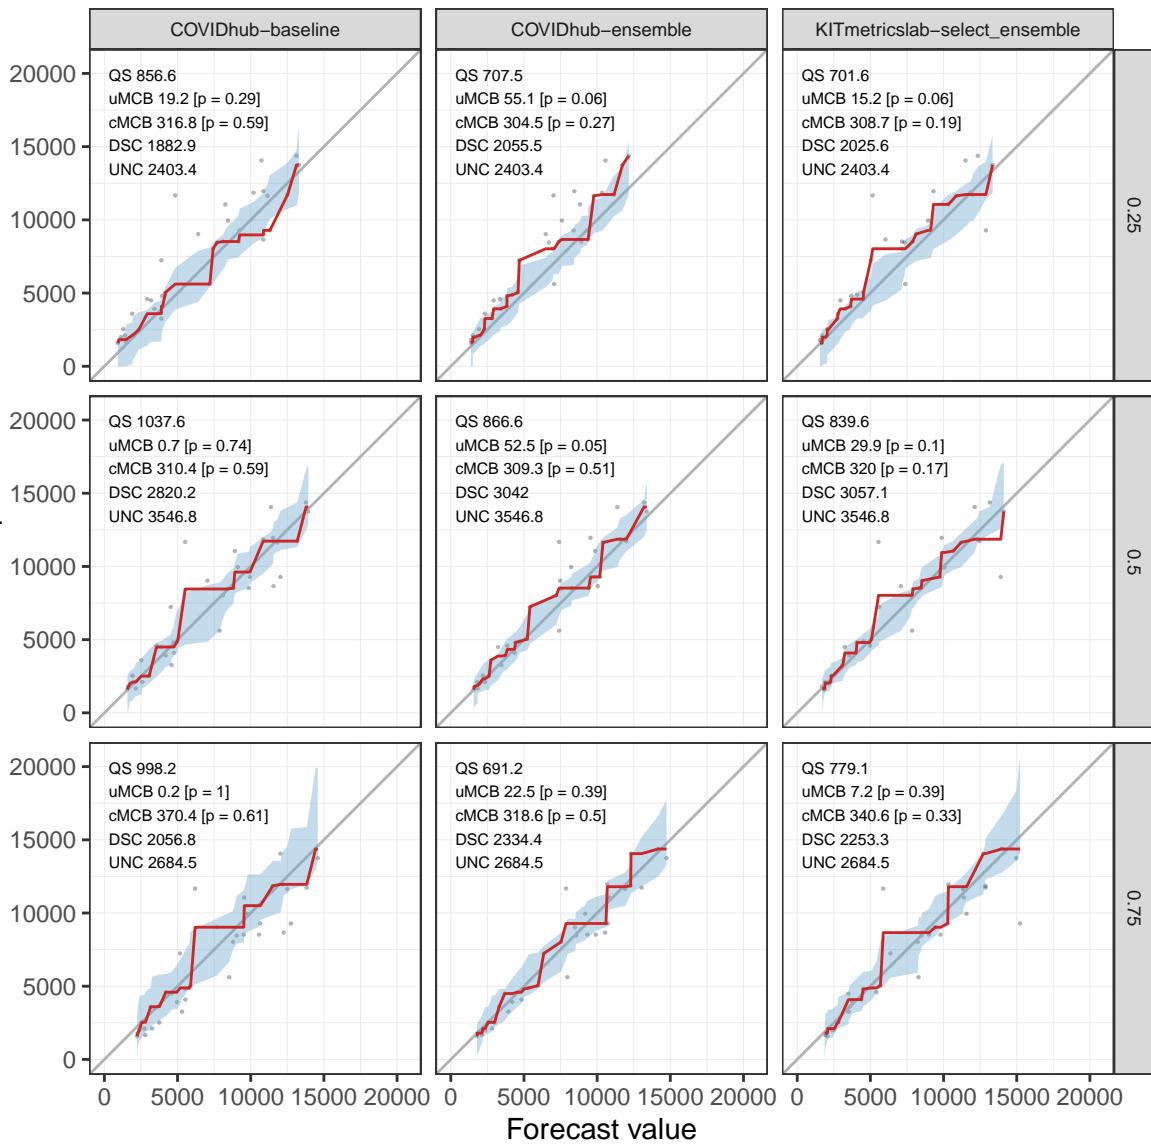 COVIDhub−baseline
COVIDhub−ensemble
KITmetricslab−select_ensemble
QS 856.6
uMCB 19.2 [p = 0.29]
cMCB 316.8 [p = 0.59]
DSC 1882.9
UNC 2403.4
QS 707.5
uMCB 55.1 [p = 0.06]
cMCB 304.5 [p = 0.27]
DSC 2055.5
UNC 2403.4
QS 701.6
uMCB 15.2 [p = 0.06]
cMCB 308.7 [p = 0.19]
DSC 2025.6
UNC 2403.4
0.25
20000
15000
10000
5000
0
QS 1037.6
uMCB 0.7 [p = 0.74]
cMCB 310.4 [p = 0.59]
DSC 2820.2
UNC 3546.8
QS 866.6
uMCB 52.5 [p = 0.05]
cMCB 309.3 [p = 0.51]
DSC 3042
UNC 3546.8
QS 839.6
uMCB 29.9 [p = 0.1]
cMCB 320 [p = 0.17]
DSC 3057.1
UNC 3546.8
0.5
20000
15000
10000
5000
0
QS 998.2
uMCB 0.2 [p = 1]
cMCB 370.4 [p = 0.61]
DSC 2056.8
UNC 2684.5
QS 691.2
uMCB 22.5 [p = 0.39]
cMCB 318.6 [p = 0.5]
DSC 2334.4
UNC 2684.5
QS 779.1
uMCB 7.2 [p = 0.39]
cMCB 340.6 [p = 0.33]
DSC 2253.3
UNC 2684.5
0.75
20000
15000
10000
5000
0
0 5000 10000 15000 20000
0 5000 10000 15000 20000
0 5000 10000 15000 20000
Forecast value